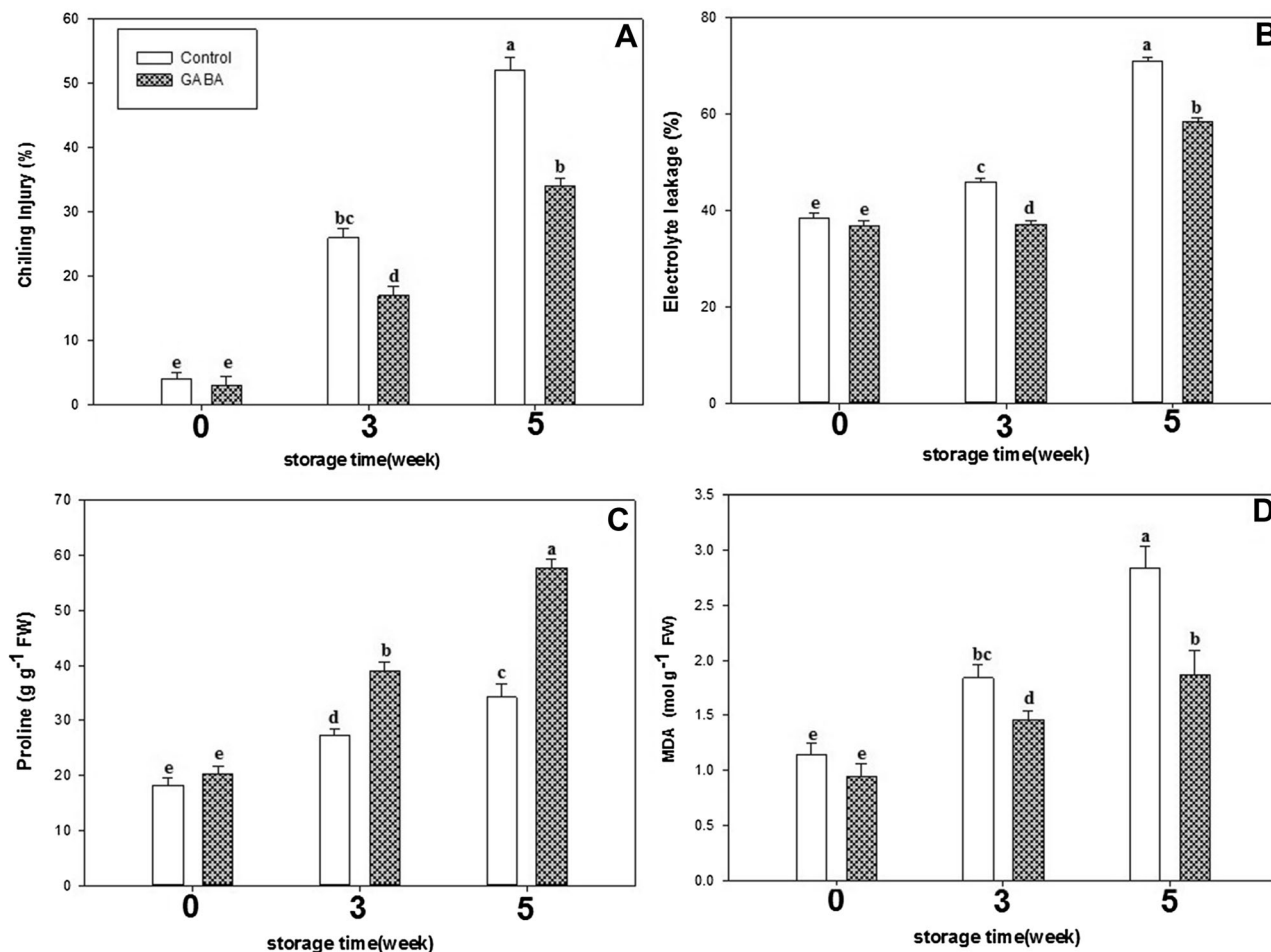 A
60
50
40
30
20
10
0
Chilling Injury (%)
Control
GABA
e
e
bc
d
a
b
0
3
5
storage time(week)
B
80
60
40
20
0
Electrolyte leakage (%)
e
e
c
d
a
b
0
3
5
storage time(week)
C
70
60
50
40
30
20
10
0
Proline (g g-1 FW)
e
e
d
b
c
a
0
3
5
storage time(week)
D
3.5
3.0
2.5
2.0
1.5
1.0
0.5
0.0
MDA (mol g-1 FW)
e
e
bc
d
a
b
0
3
5
storage time(week)